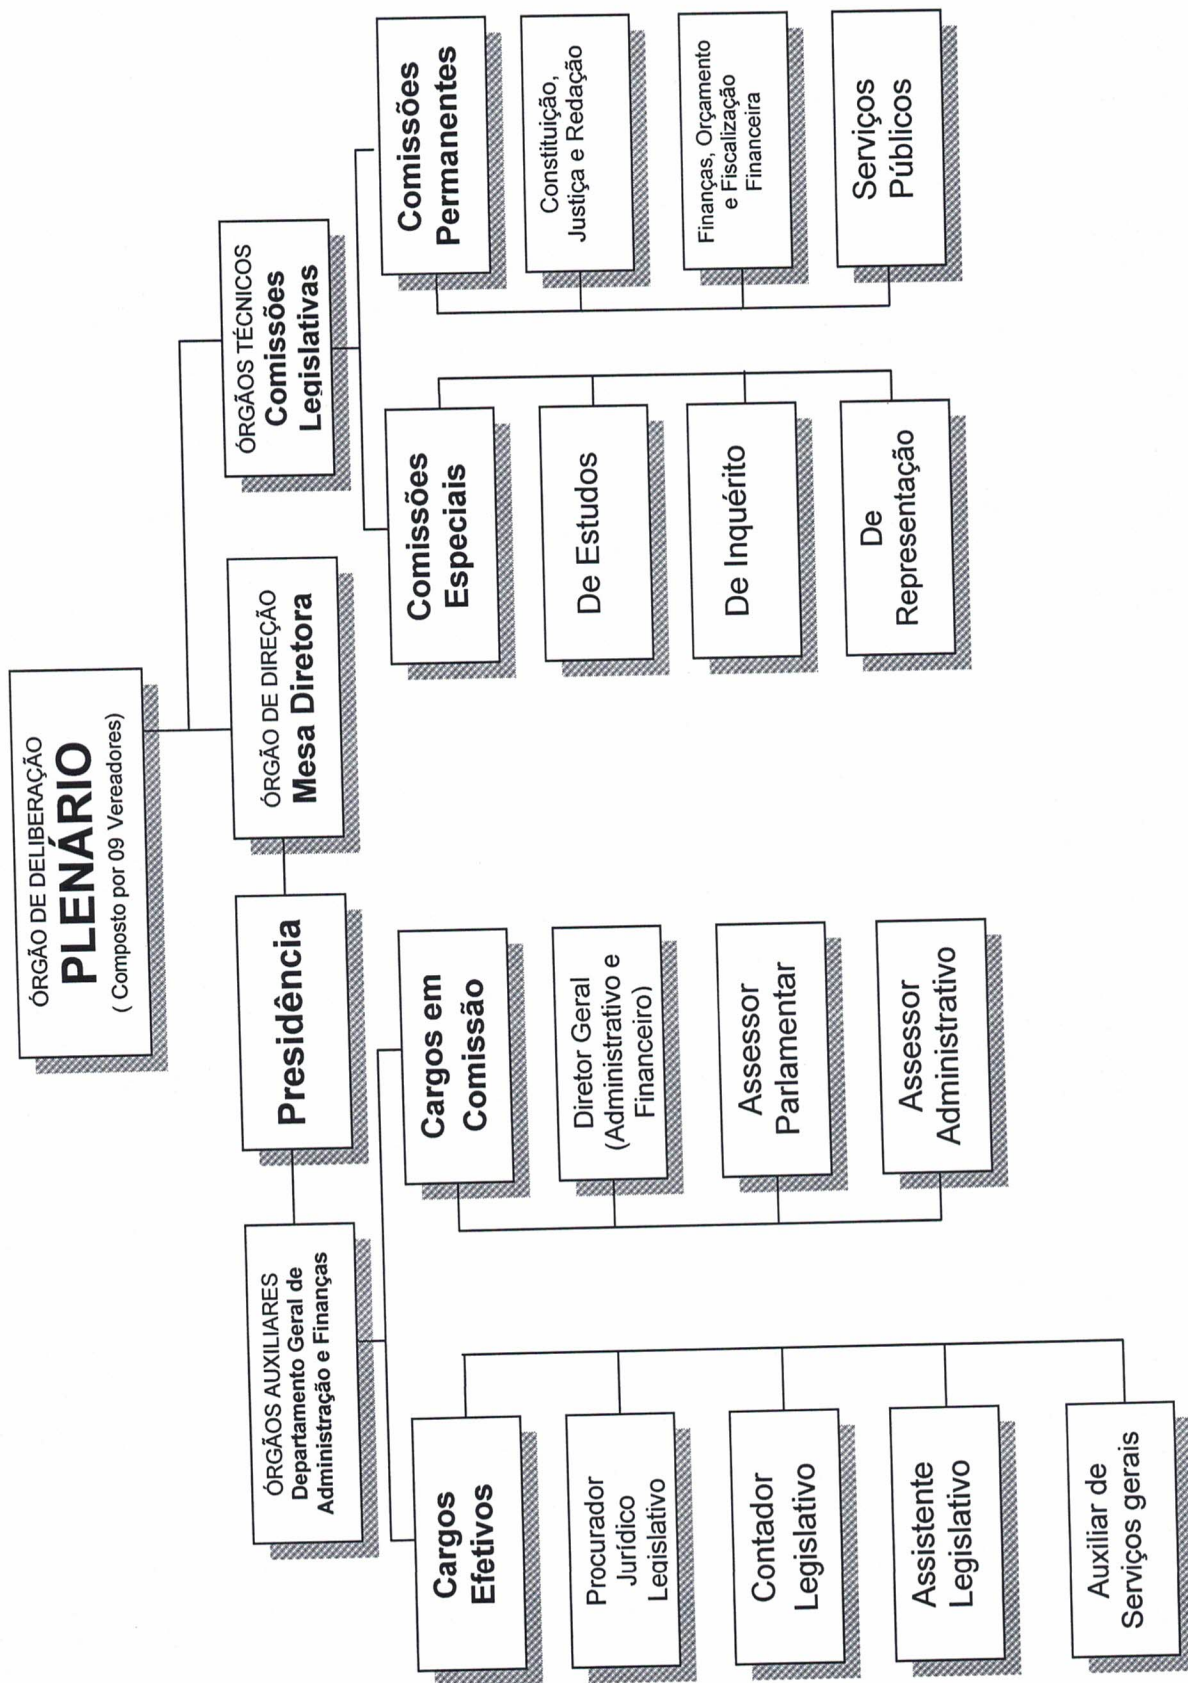 ÓRGÃO DE DELIBERAÇÃO
PLENÁRIO
( Composto por 09 Vereadores)
ÓRGÃOS AUXILIARES
Departamento Geral de
Administração e Finanças
Presidência
ÓRGÃO DE DIREÇÃO
Mesa Diretora
ÓRGÃOS TÉCNICOS
Comissões
Legislativas
Cargos
Efetivos
Procurador
Jurídico
Legislativo
Contador
Legislativo
Assistente
Legislativo
Auxiliar de
Serviços gerais
Cargos em
Comissão
Diretor Geral
(Administrativo e
Financeiro)
Assessor
Parlamentar
Assessor
Administrativo
Comissões
Especiais
De Estudos
De Inquérito
De
Representação
Comissões
Permanentes
Constituição,
Justiça e Redação
Finanças, Orçamento
e Fiscalização
Financeira
Serviços
Públicos